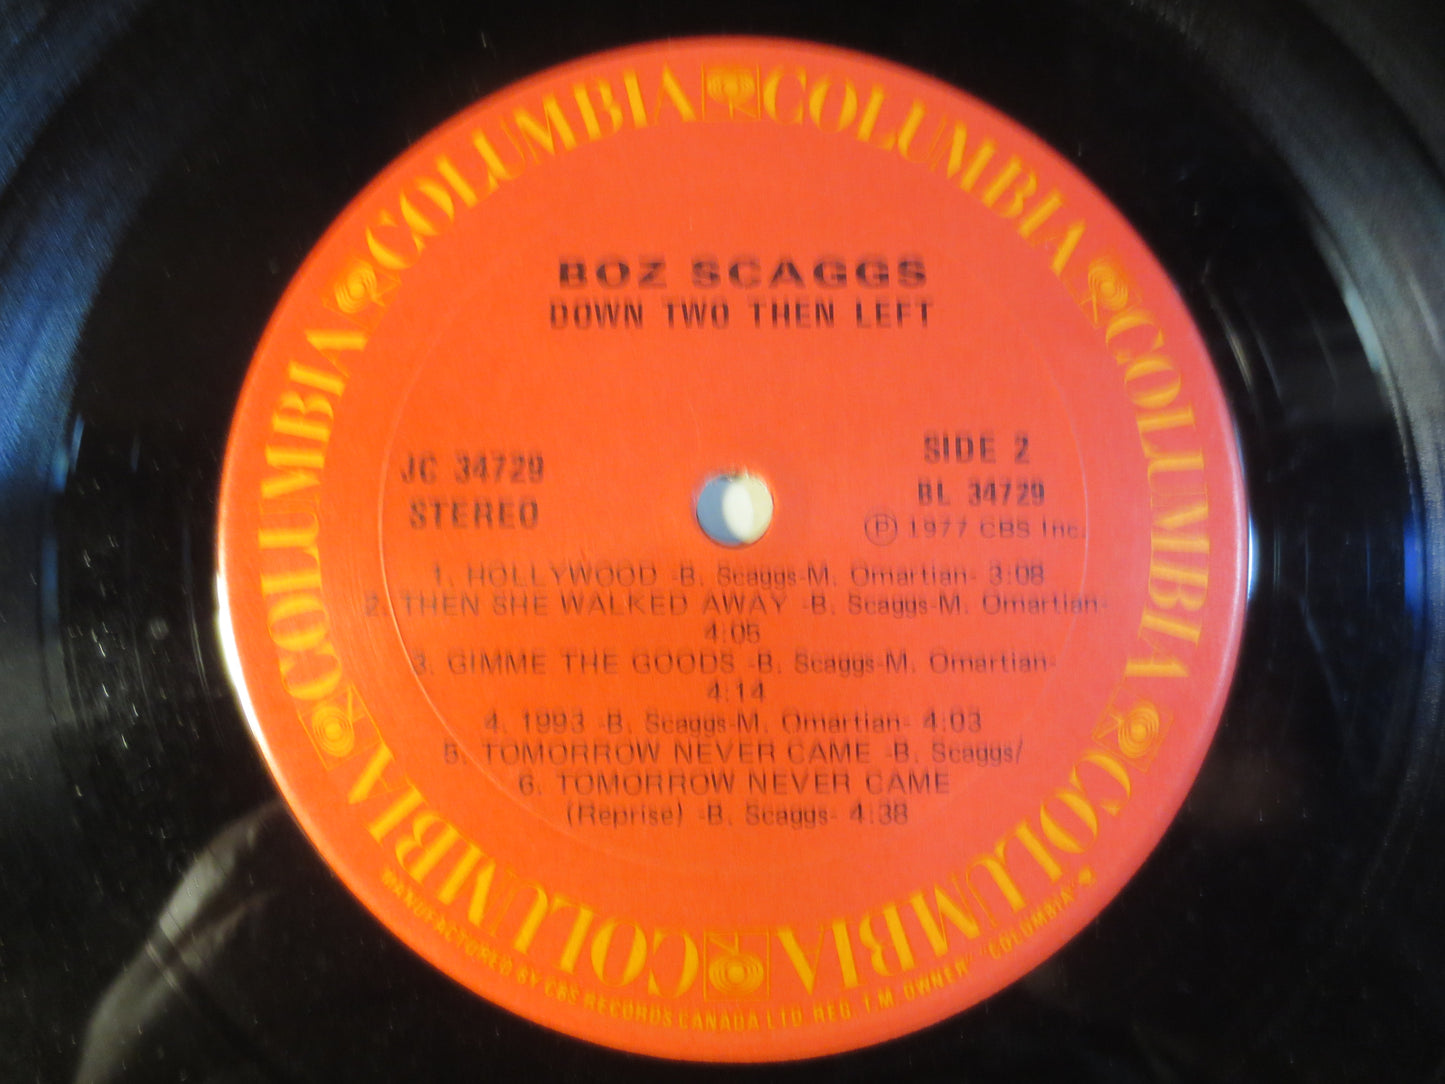 COLUMBIA COLUMBIA COLUMBIA COLUMBIA COLUMBIA COLUMBIA COLUMBIA COLUMBIA
BOZ SCAGGS
DOWN TWO THEN LEFT
JC 34729
STEREO
SIDE 2
BL 34729
Ⓟ 1977 CBS Inc.
1. HOLLYWOOD -B. Scaggs-M. Omartian- 3:08
2. THEN SHE WALKED AWAY -B. Scaggs-M. Omartian-
4:05
3. GIMME THE GOODS -B. Scaggs-M. Omartian-
4:14
4. 1993 -B. Scaggs-M. Omartian- 4:03
5. TOMORROW NEVER CAME -B. Scaggs/
6. TOMORROW NEVER CAME
(Reprise) -B. Scaggs- 4:38
MANUFACTURED BY CBS RECORDS CANADA LTD REG. T.M. OWNER" "COLUMBIA"